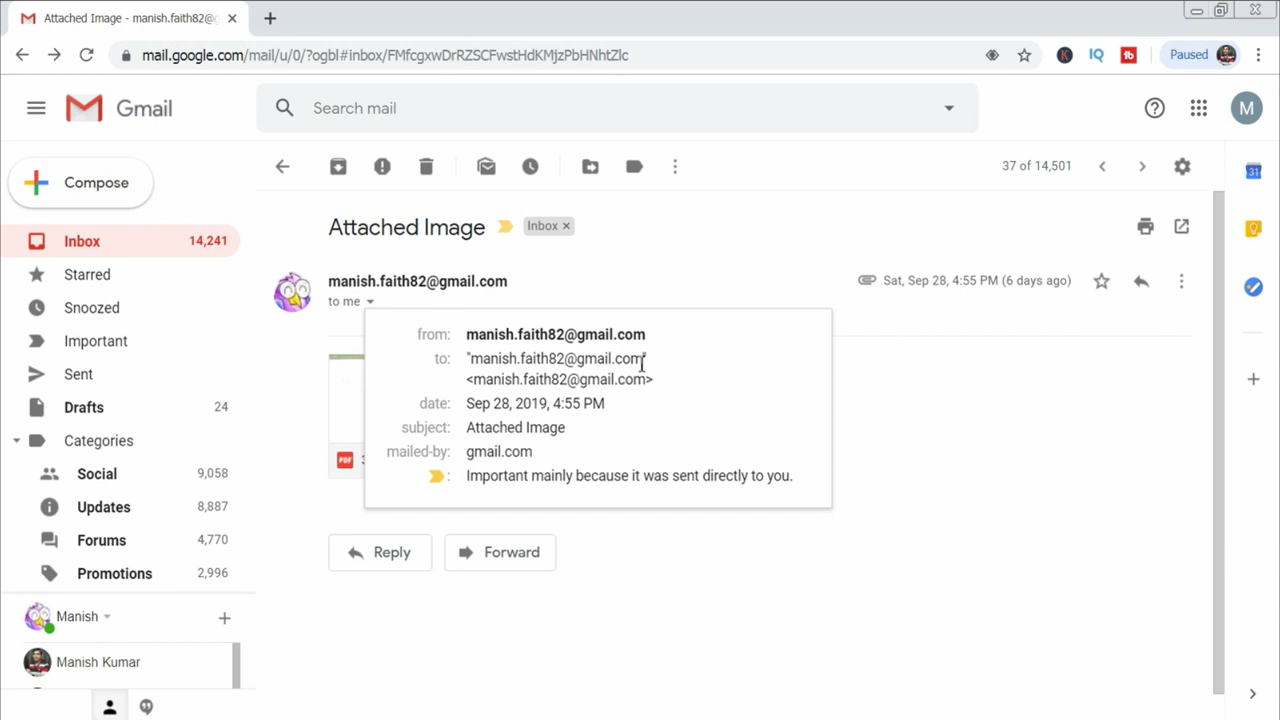 Attached Image - manish.faith82@g
mail.google.com/mail/u/0/?ogbl#inbox/FMfcgxwDrRZSCFwstHdKMjzPbHNhtZlc
K
IQ
tb
Paused
Gmail
Search mail
M
Compose
37 of 14,501
31
Inbox 14,241
Starred
Snoozed
Important
Sent
Drafts 24
Categories
Social 9,058
Updates 8,887
Forums 4,770
Promotions 2,996
Manish
Manish Kumar
Attached Image
Inbox ×
manish.faith82@gmail.com
Sat, Sep 28, 4:55 PM (6 days ago)
to me
from: manish.faith82@gmail.com
to: "manish.faith82@gmail.com"
<manish.faith82@gmail.com>
date: Sep 28, 2019, 4:55 PM
subject: Attached Image
mailed-by: gmail.com
: Important mainly because it was sent directly to you.
PDF
Reply
Forward